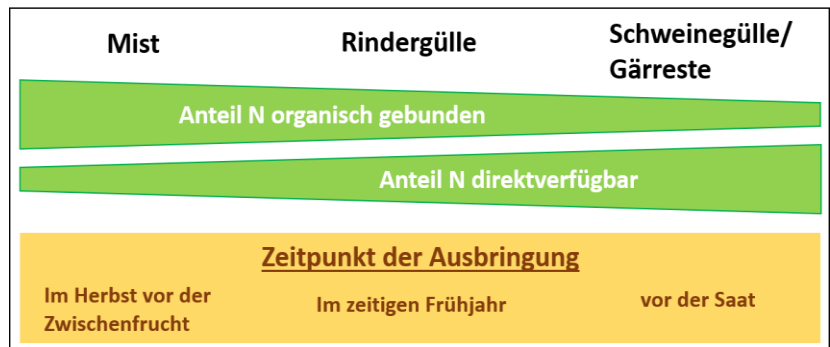 Mist
Rindergülle
Schweinegülle/
Gärreste
Anteil N organisch gebunden
Anteil N direktverfügbar
Zeitpunkt der Ausbringung
Im Herbst vor der
Zwischenfrucht
Im zeitigen Frühjahr
vor der Saat